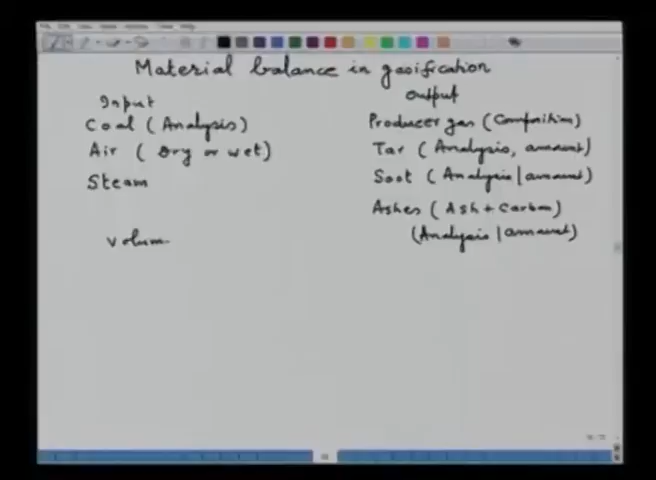 Material balance in gasification
Input
Coal (Analysis)
Air ( Dry or wet)
Steam
Volum
Output
Producer gas (Composition)
Tar ( Analysis, amount)
Soot ( Analysis | amount)
Ashes ( Ash + Carbon)
(Analysis | amount)